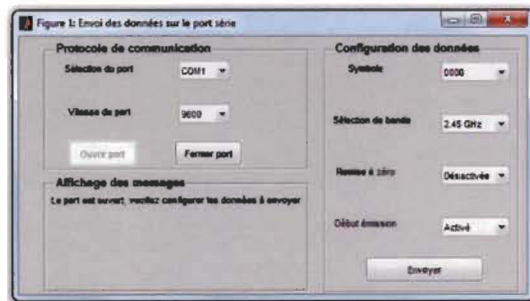 Figure 1: Envoi des données sur le port série
Protocole de communication
Sélection du port
COM1
Vitesse du port
9600
Ouvrir port
Fermer port
Affichage des messages
Le port est ouvert, veuillez configurer les données à envoyer
Configuration des données
Symbole
0000
Sélection de bande
2.45 GHz
Remise à zéro
Désactivée
Début émission
Activé
Envoyer